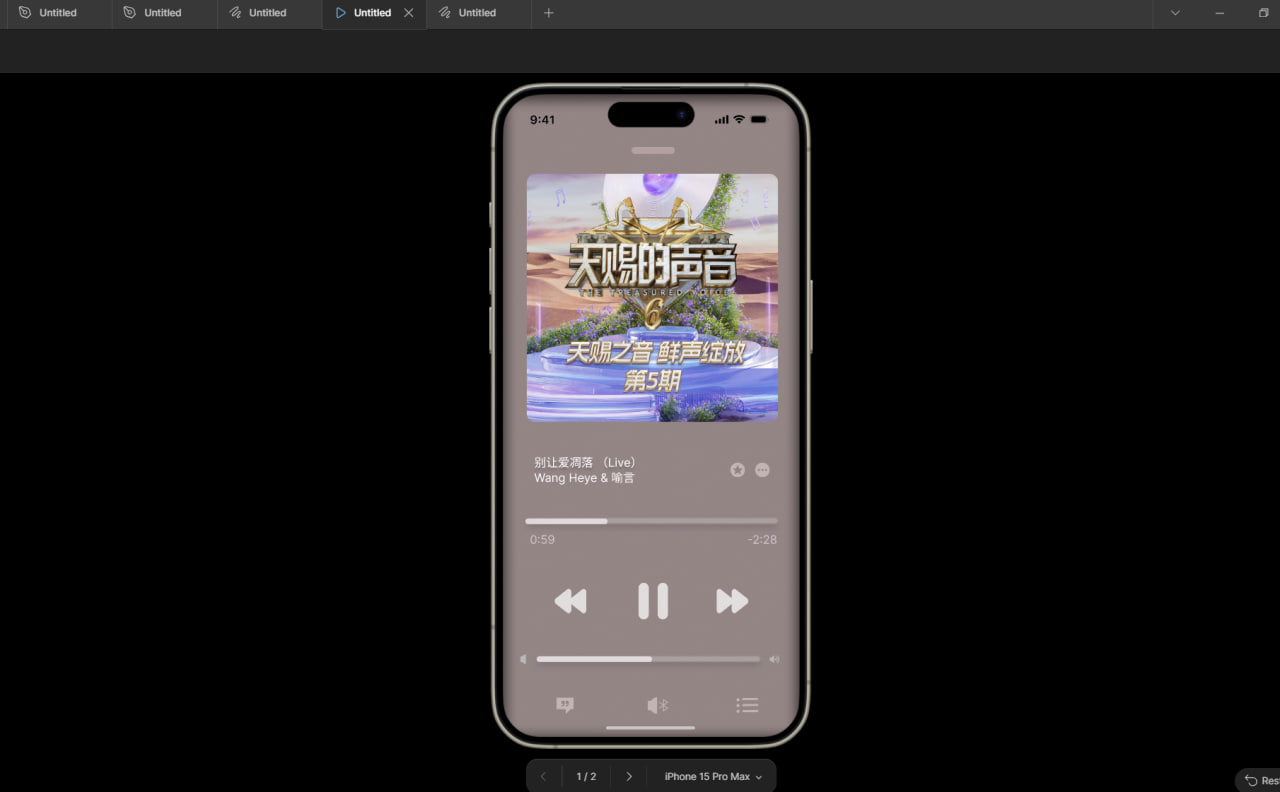 Untitled
Untitled
Untitled
Untitled
Untitled
9:41
天赐的声音
THE TREASURED VOICE
6
天赐之音 鲜声绽放
第5期
别让爱凋落 （Live）
Wang Heye & 喻言
0:59
-2:28
1 / 2
iPhone 15 Pro Max
Res